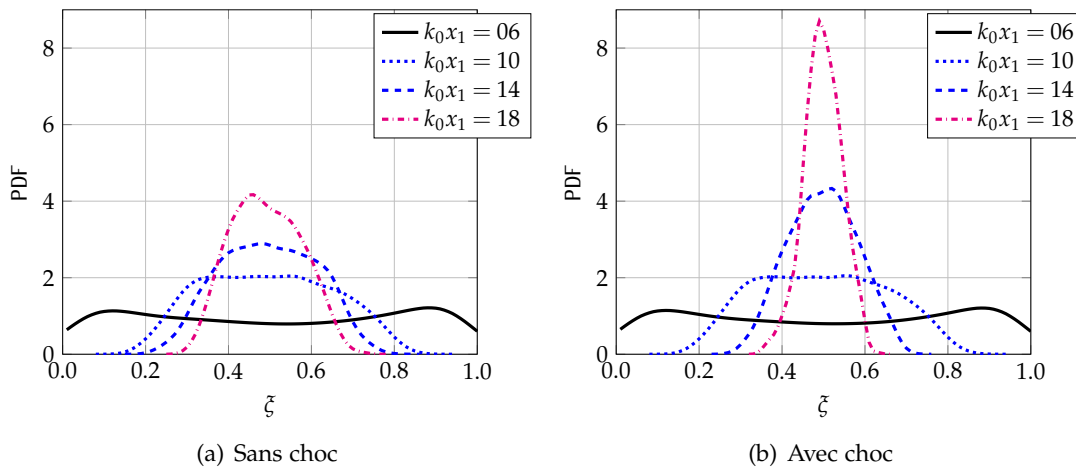 k₀x₁ = 06
k₀x₁ = 10
k₀x₁ = 14
k₀x₁ = 18
8
6
4
2
0
PDF
0.0 0.2 0.4 0.6 0.8 1.0
ξ
(a) Sans choc
k₀x₁ = 06
k₀x₁ = 10
k₀x₁ = 14
k₀x₁ = 18
8
6
4
2
0
PDF
0.0 0.2 0.4 0.6 0.8 1.0
ξ
(b) Avec choc